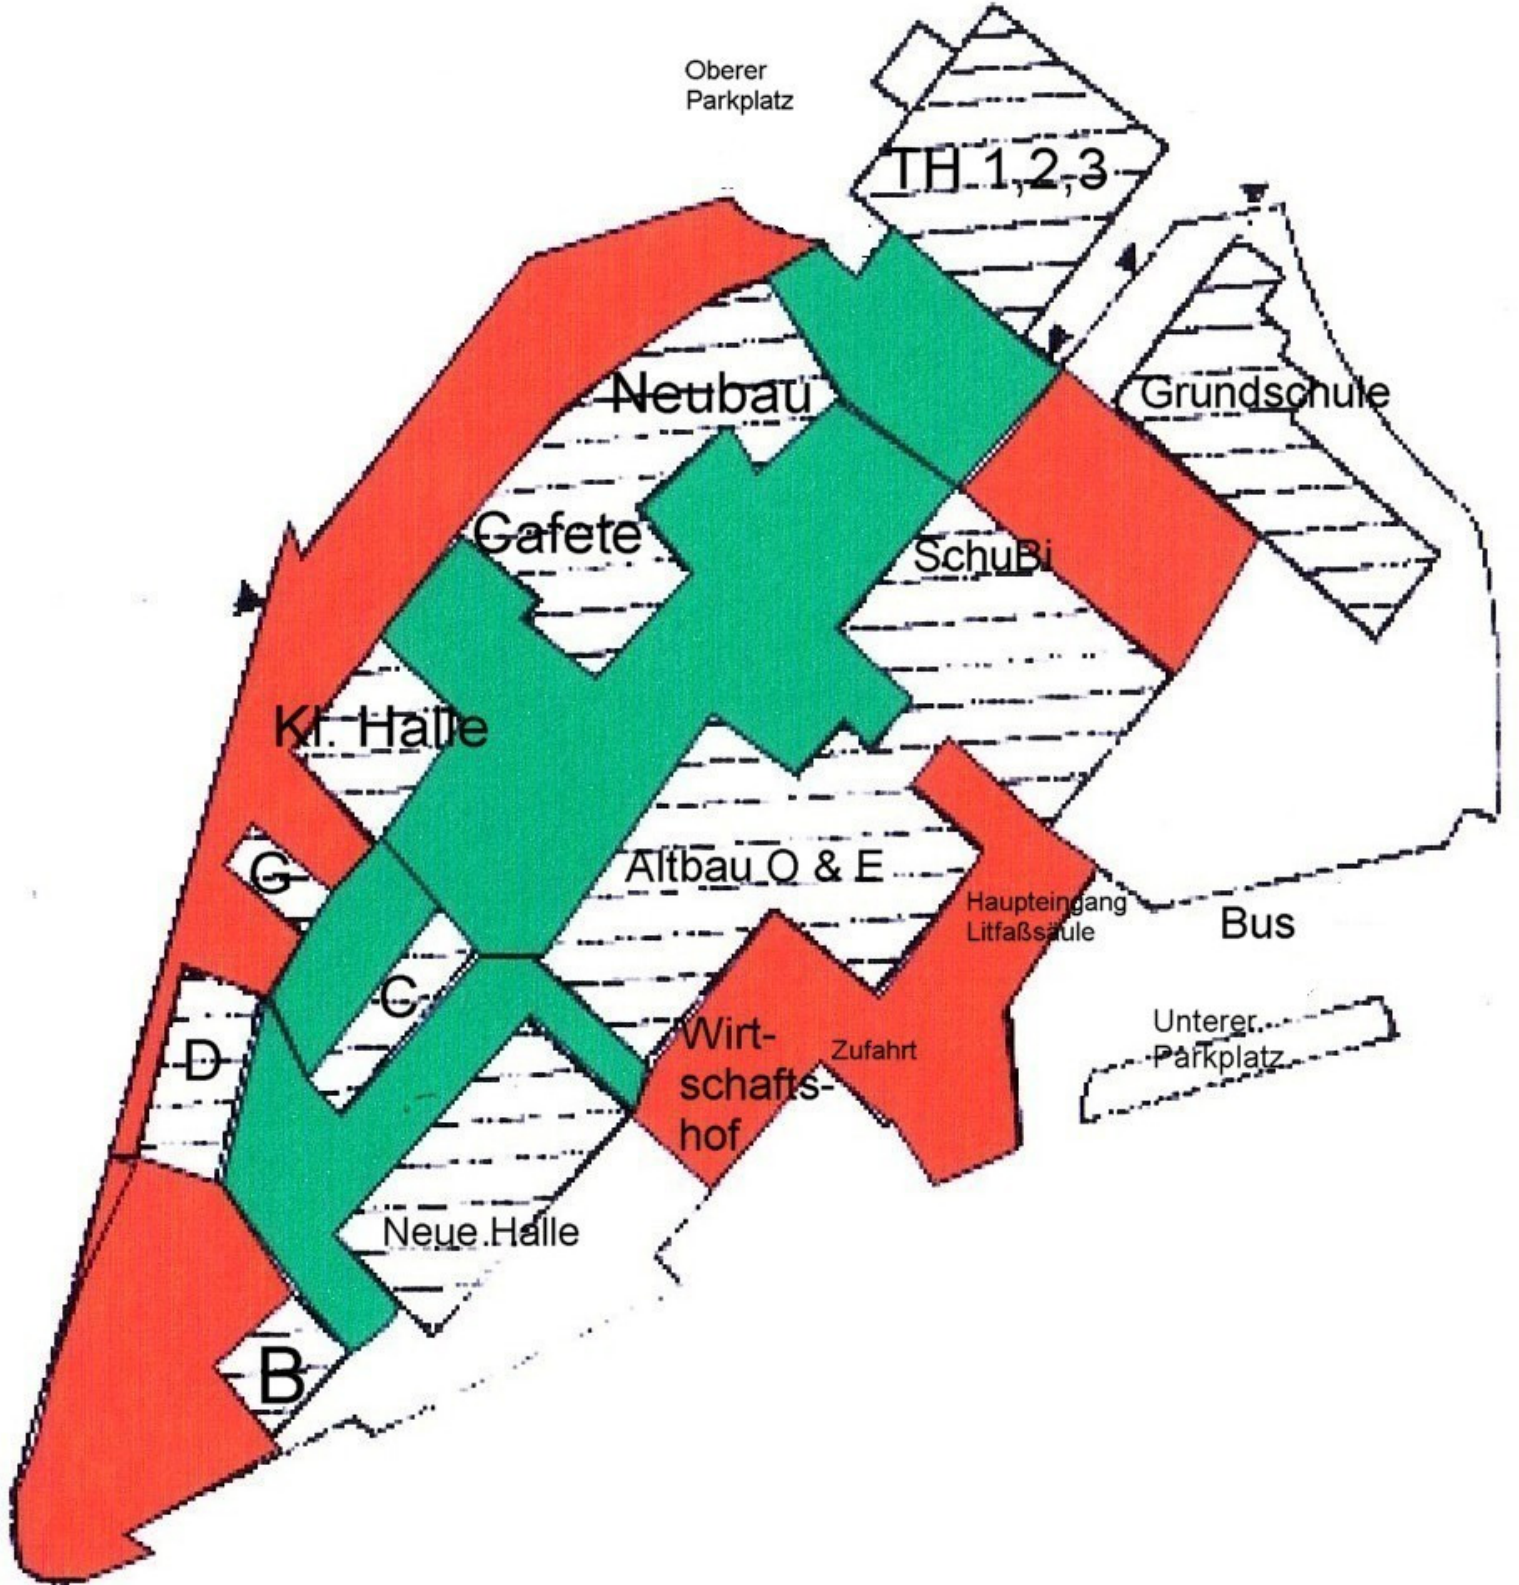 Oberer
Parkplatz
TH 1,2,3
Neubau
Grundschule
Cafete
SchuBi
Kl. Halle
G
Altbau O & E
Haupteingang
Litfaßsäule
Bus
C
D
Wirt-
schafts-
hof
Zufahrt
Unterer
Parkplatz
Neue Halle
B